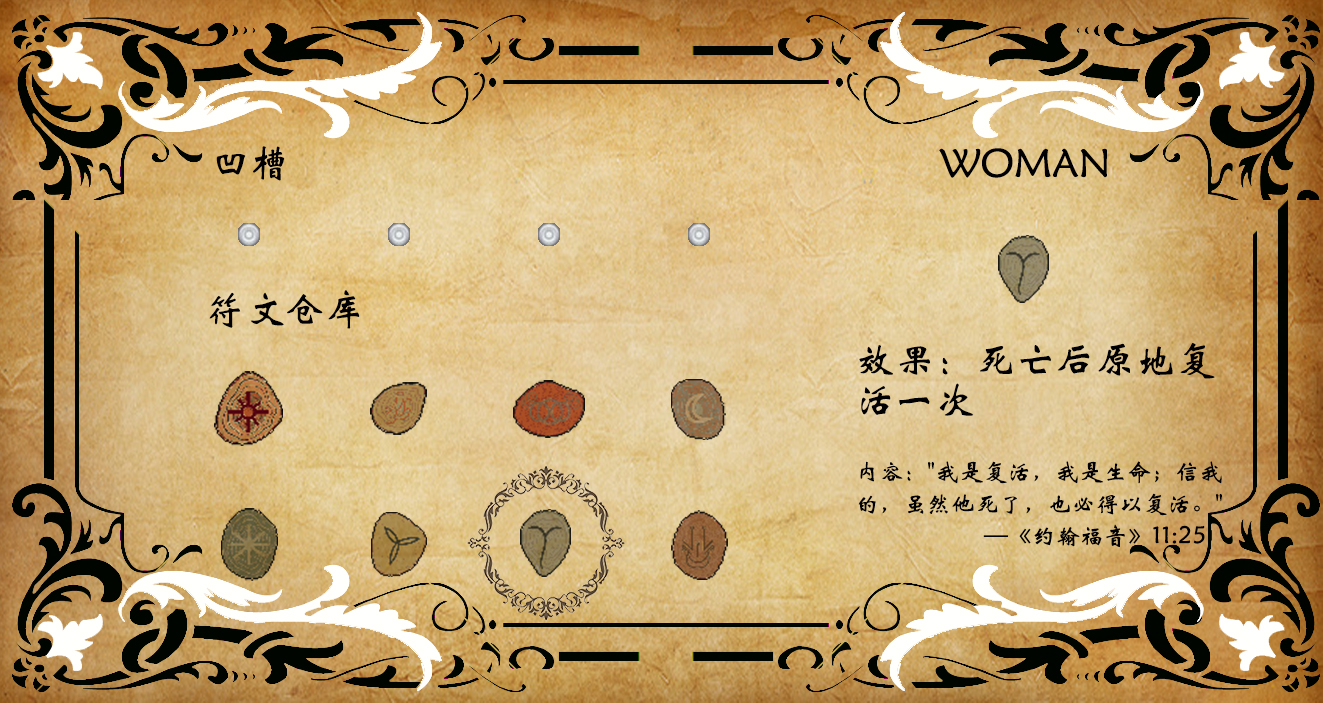 凹槽
符文仓库
WOMAN
效果：死亡后原地复
活一次
内容："我是复活，我是生命；信我
的，虽然他死了，也必得以复活。"
—《约翰福音》11:25